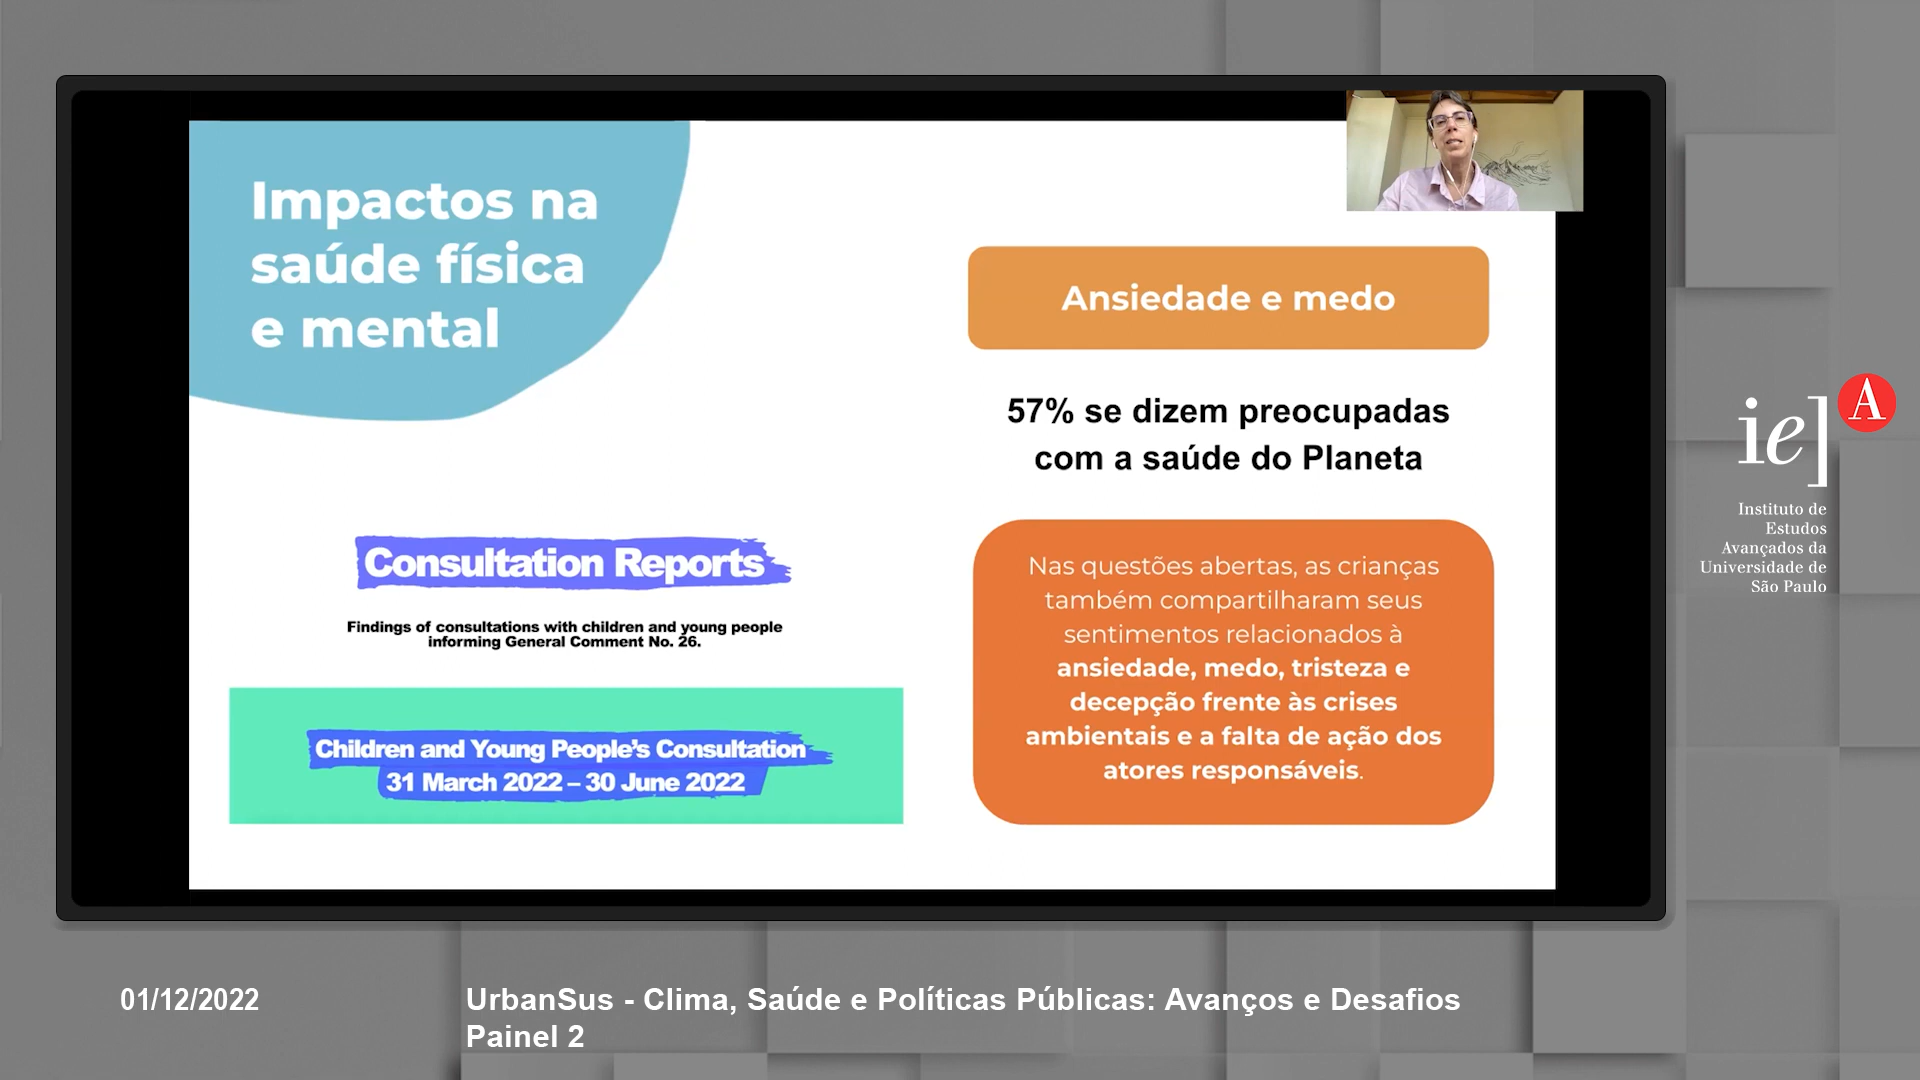 Impactos na
saúde física
e mental
Ansiedade e medo
57% se dizem preocupadas
com a saúde do Planeta
Consultation Reports
Findings of consultations with children and young people
informing General Comment No. 26.
Children and Young People's Consultation
31 March 2022 – 30 June 2022
Nas questões abertas, as crianças
também compartilharam seus
sentimentos relacionados à
ansiedade, medo, tristeza e
decepção frente às crises
ambientais e a falta de ação dos
atores responsáveis.
ie] A
Instituto de
Estudos
Avançados da
Universidade de
São Paulo
01/12/2022
UrbanSus - Clima, Saúde e Políticas Públicas: Avanços e Desafios
Painel 2